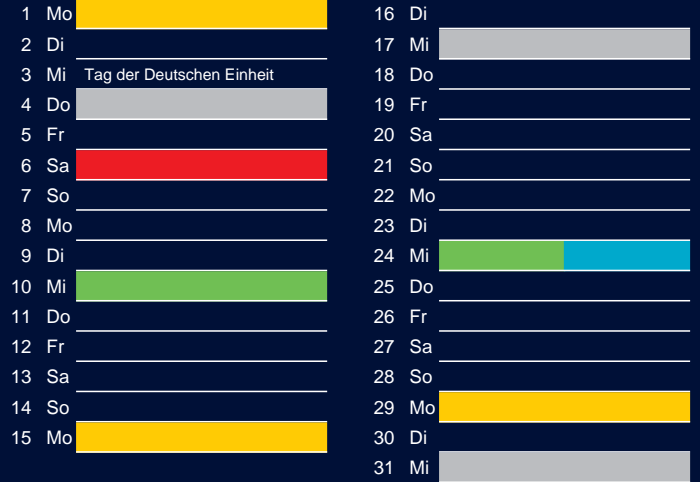 1 Mo
2 Di
3 Mi Tag der Deutschen Einheit
4 Do
5 Fr
6 Sa
7 So
8 Mo
9 Di
10 Mi
11 Do
12 Fr
13 Sa
14 So
15 Mo
16 Di
17 Mi
18 Do
19 Fr
20 Sa
21 So
22 Mo
23 Di
24 Mi
25 Do
26 Fr
27 Sa
28 So
29 Mo
30 Di
31 Mi